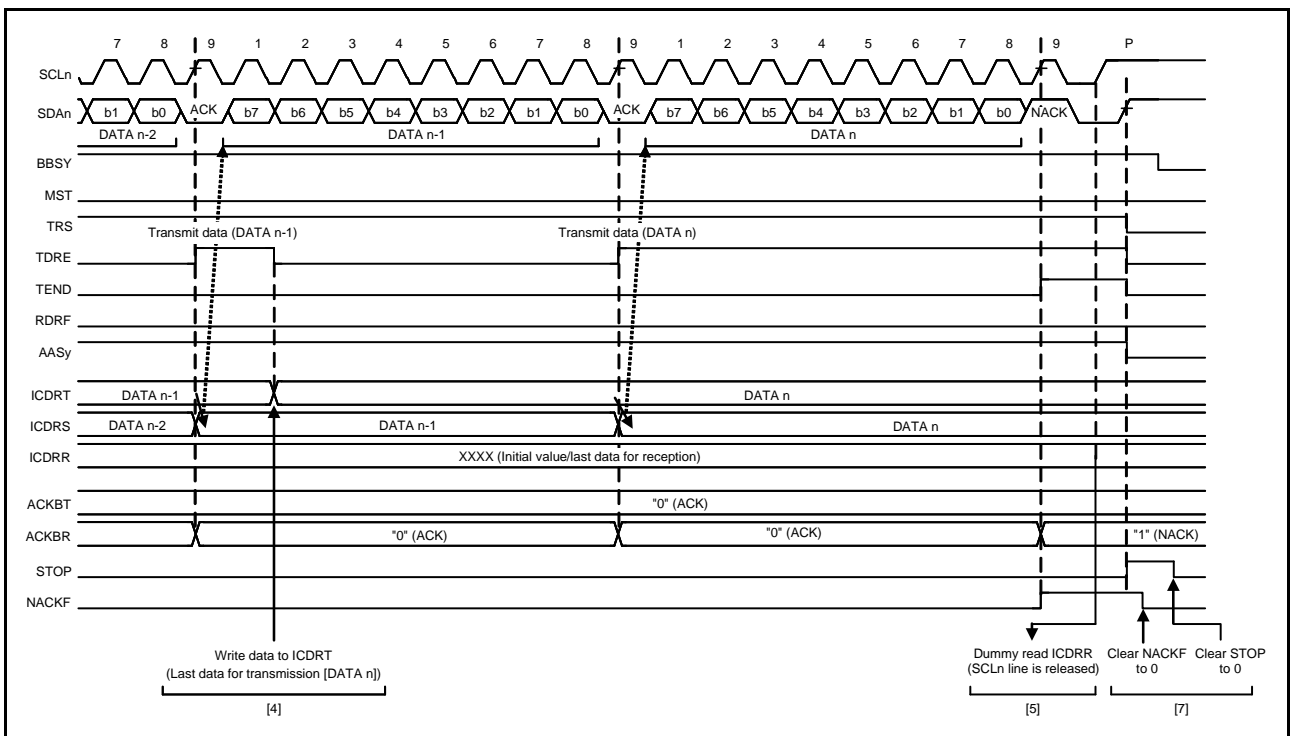 7 8 9 1 2 3 4 5 6 7 8 9 1 2 3 4 5 6 7 8 9 P
SCLn
SDAn b1 b0 ACK b7 b6 b5 b4 b3 b2 b1 b0 ACK b7 b6 b5 b4 b3 b2 b1 b0 NACK
DATA n-2 DATA n-1 DATA n
BBSY
MST
TRS
Transmit data (DATA n-1) Transmit data (DATA n)
TDRE
TEND
RDRF
AASy
ICDRT DATA n-1 DATA n
ICDRS DATA n-2 DATA n-1 DATA n
ICDRR XXXX (Initial value/last data for reception)
ACKBT "0" (ACK)
ACKBR "0" (ACK) "0" (ACK) "1" (NACK)
STOP
NACKF
Write data to ICDRT
(Last data for transmission [DATA n])
[4]
Dummy read ICDRR
(SCLn line is released)
[5]
Clear NACKF
to 0
Clear STOP
to 0
[7]